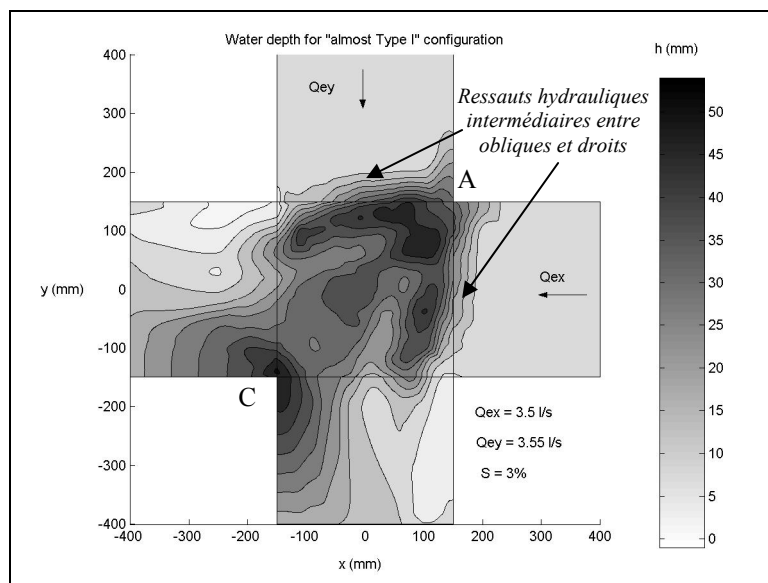 Water depth for "almost Type I" configuration
h (mm)
400
300
200
100
0
-100
-200
-300
-400
y (mm)
-400
-300
-200
-100
0
100
200
300
400
x (mm)
Qey
Ressauts hydrauliques
intermédiaires entre
obliques et droits
A
Qex
C
Qex = 3.5 l/s
Qey = 3.55 l/s
S = 3%
50
45
40
35
30
25
20
15
10
5
0